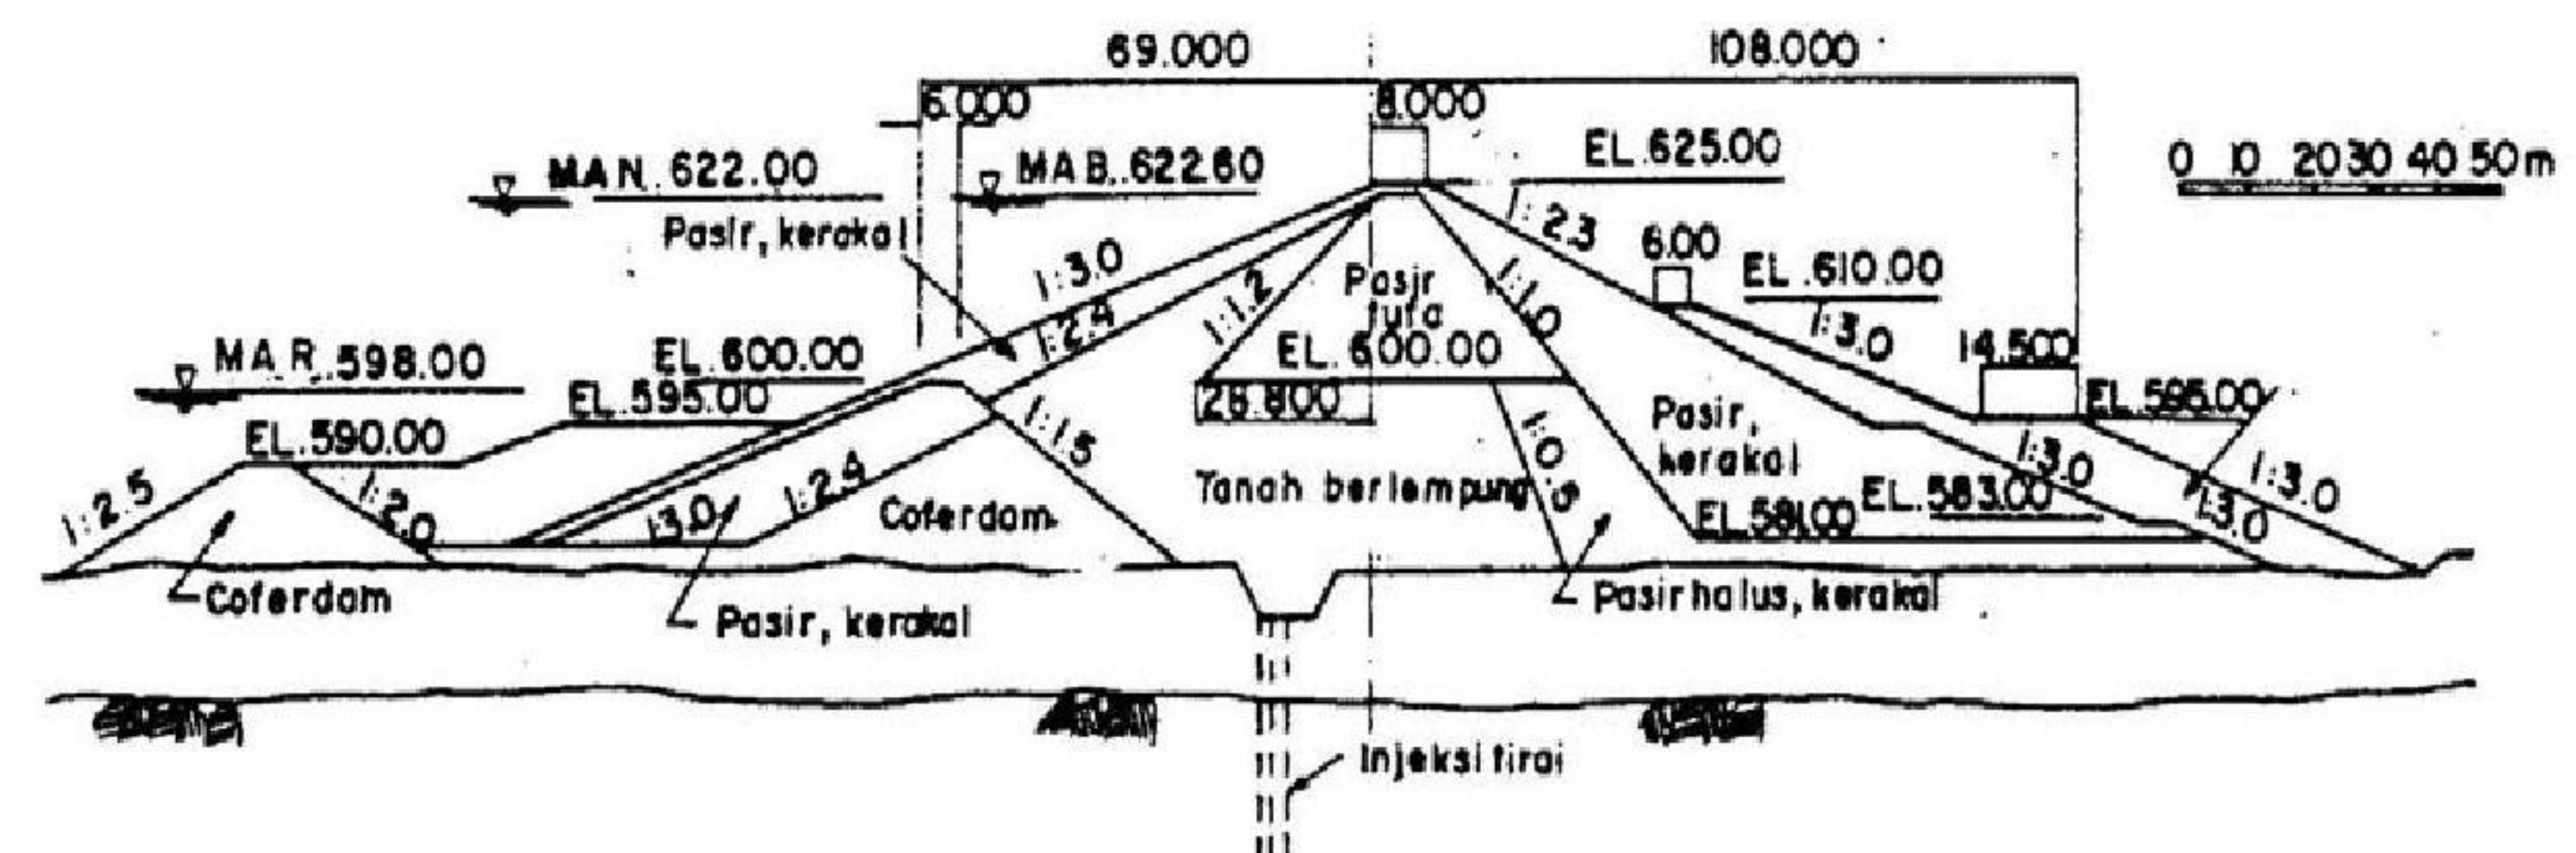 69.000
108.000
6.000
8.000
MAN. 622.00
MAB..622.60
EL.625.00
0 10 20 30 40 50 m
Pasir, kerakal
1:3.0
1:2.4
1:1.2
Pasir
tufa
1:1.0
1:2.3
6.00
EL.610.00
1:3.0
14.500
MA.R..598.00
EL.600.00
EL.595.00
EL.590.00
EL.600.00
28.800
EL.595.00
1:2.5
1:2.0
1:3.0
1:2.4
Coferdam
1:1.5
Tanah berlempung
1:0.5
Pasir,
kerakal
EL.581.00
EL.583.00
1:3.0
1:3.0
1:3.0
Coferdam
Pasir, kerakal
Pasir halus, kerakal
Injeksi tirai